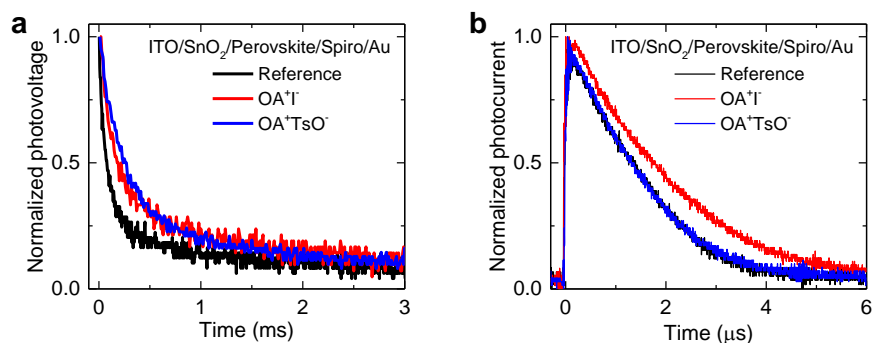 a
ITO/SnO₂/Perovskite/Spiro/Au
Reference
OA⁺I⁻
OA⁺TsO⁻
Normalized photovoltage
1.0
0.5
0.0
0
1
2
3
Time (ms)
b
ITO/SnO₂/Perovskite/Spiro/Au
Reference
OA⁺I⁻
OA⁺TsO⁻
Normalized photocurrent
1.0
0.5
0.0
0
2
4
6
Time (μs)